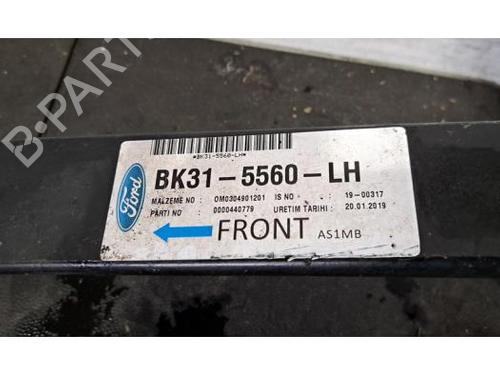 *BK31-5560-LH*
Ford
BK31-5560-LH
MALZEME NO : OM0304901201 IS NO : 19-00317
PARTI NO : 0000440779 URETIM TARIHI : 20.01.2019
FRONT AS1MB
B-PARTS